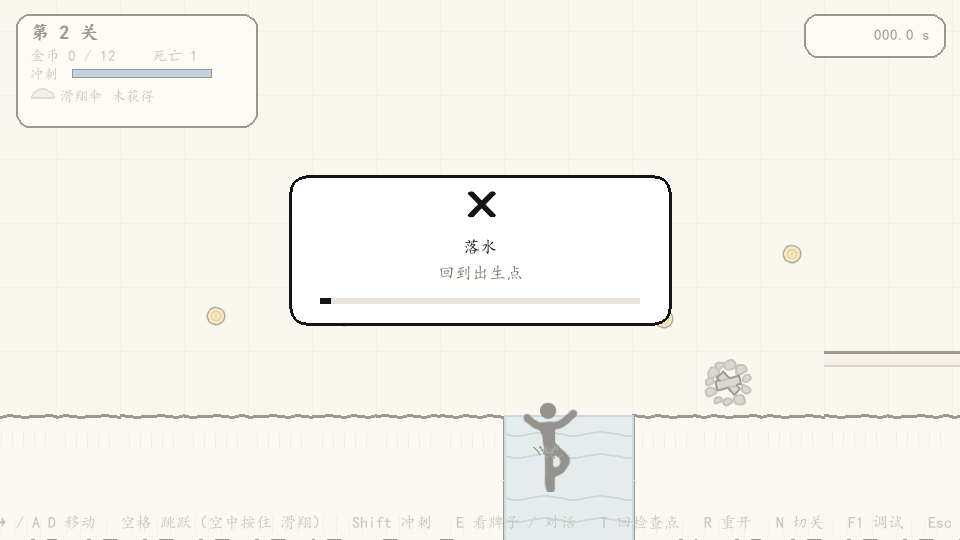 第 2 关
金币 0 / 12 死亡 1
冲刺
滑翔伞 未获得
000.0 s
落水
回到出生点
/ A D 移动 空格 跳跃 (空中按住 滑翔) Shift 冲刺 E 看牌子 / 对话 T 回检查点 R 重开 N 切关 F1 调试 Esc